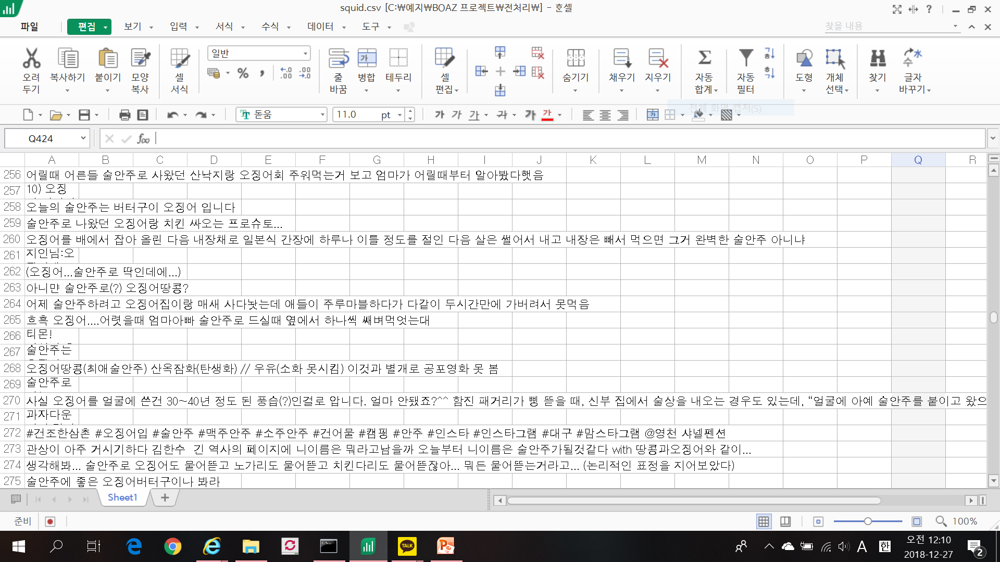 squid.csv [C:\예지\BOAZ 프로젝트\전처리\] - 한셀
파일 편집 보기 입력 서식 수식 데이터 도구 찾을 내용
일반
오려 두기 복사하기 붙이기 모양 복사 셀 서식 줄 바꿈 병합 테두리 셀 편집 숨기기 채우기 지우기 자동 합계 자동 필터 도형 개체 선택 찾기 글자 바꾸기
돋움 11.0 pt 가 가 가 가 가 가 전체 화면 캡처(S)
Q424
A B C D E F G H I J K L M N O P Q R
256 어릴때 어른들 술안주로 사왔던 산낙지랑 오징어회 주워먹는거 보고 엄마가 어릴때부터 알아봤다햇음
257 10) 오징
258 오늘의 술안주는 버터구이 오징어 입니다
259 술안주로 나왔던 오징어랑 치킨 싸오는 프로슈토...
260 오징어를 배에서 잡아 올린 다음 내장채로 일본식 간장에 하루나 이틀 정도를 절인 다음 살은 썰어서 내고 내장은 빼서 먹으면 그거 완벽한 술안주 아니냐
261 지인님:오
262 (오징어...술안주로 딱인데에...)
263 아니먄 술안주로(?) 오징어땅콩?
264 어제 술안주하려고 오징어집이랑 매새 사다놧는데 애들이 주루마블하다가 다같이 두시간만에 가버려서 못먹음
265 흐흑 오징어....어렷을때 엄마아빠 술안주로 드실때 옆에서 하나씩 쌔벼먹엇는대
266 티몬!
267 술안주는
268 오징어땅콩(최애술안주) 산옥잠화(탄생화) // 우유(소화 못시킴) 이것과 별개로 공포영화 못 봄
269 술안주로
270 사실 오징어를 얼굴에 쓴건 30~40년 정도 된 풍습(?)인걸로 압니다. 얼마 안됐죠?^^ 함진 패거리가 삥 뜯을 때, 신부 집에서 술상을 내오는 경우도 있는데, “얼굴에 아예 술안주를 붙이고 왔으
271 과자다운
272 #건조한삼촌 #오징어입 #술안주 #맥주안주 #소주안주 #건어물 #캠핑 #안주 #인스타 #인스타그램 #대구 #맘스타그램 @영천 샤넬펜션
273 관상이 아주 거시기하다 김한수 긴 역사의 페이지에 니이름은 뭐라고남을까 오늘부터 니이름은 술안주가될것같다 with 땅콩과오징어와 같이...
274 생각해봐... 술안주로 오징어도 물어뜯고 노가리도 물어뜯고 치킨다리도 물어뜯잖아... 뭐든 물어뜯는거라고... (논리적인 표정을 지어보았다)
275 술안주에 좋은 오징어버터구이나 봐라
Sheet1
준비 100%
TALK A 한 오전 12:10
2018-12-27 2